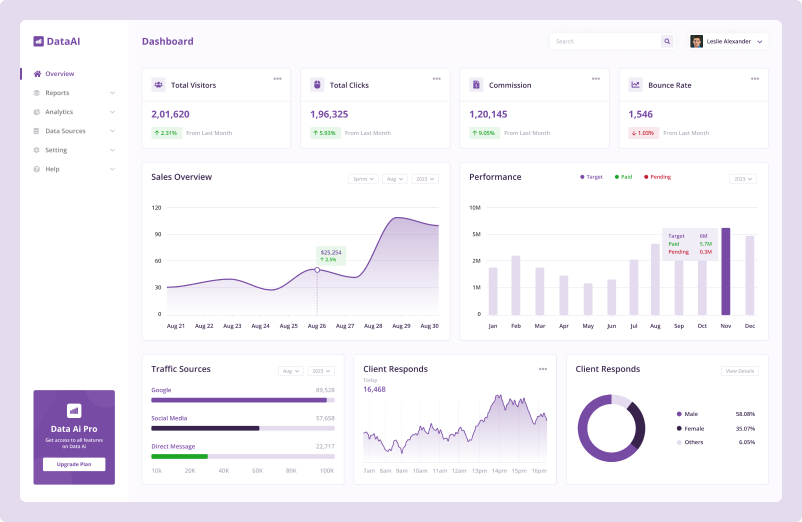 DataAI
Dashboard
Search
Leslie Alexander
Overview
Reports
Analytics
Data Sources
Setting
Help
Total Visitors
2,01,620
2.31% From Last Month
Total Clicks
1,96,325
5.93% From Last Month
Commission
1,20,145
9.05% From Last Month
Bounce Rate
1,546
1.03% From Last Month
Sales Overview
Sprint Aug 2023
120
90
60
30
0
$25,254
2.5%
Aug 21 Aug 22 Aug 23 Aug 24 Aug 25 Aug 26 Aug 27 Aug 28 Aug 29 Aug 30
Performance
Target Paid Pending
2023
10M
5M
2M
1M
0
Target 6M
Paid 5.7M
Pending 0.3M
Jan Feb Mar Apr May Jun Jul Aug Sep Oct Nov Dec
Traffic Sources
Aug 2023
Google 89,528
Social Media 57,658
Direct Message 22,717
10k 20K 40K 60K 80K 100K
Client Responds
Today
16,468
7am 8am 9am 10am 11am 12am 13pm 14pm 15pm 16pm
Client Responds
View Details
Male 58.08%
Female 35.07%
Others 6.05%
Data Ai Pro
Get access to all features
on Data Ai
Upgrade Plan